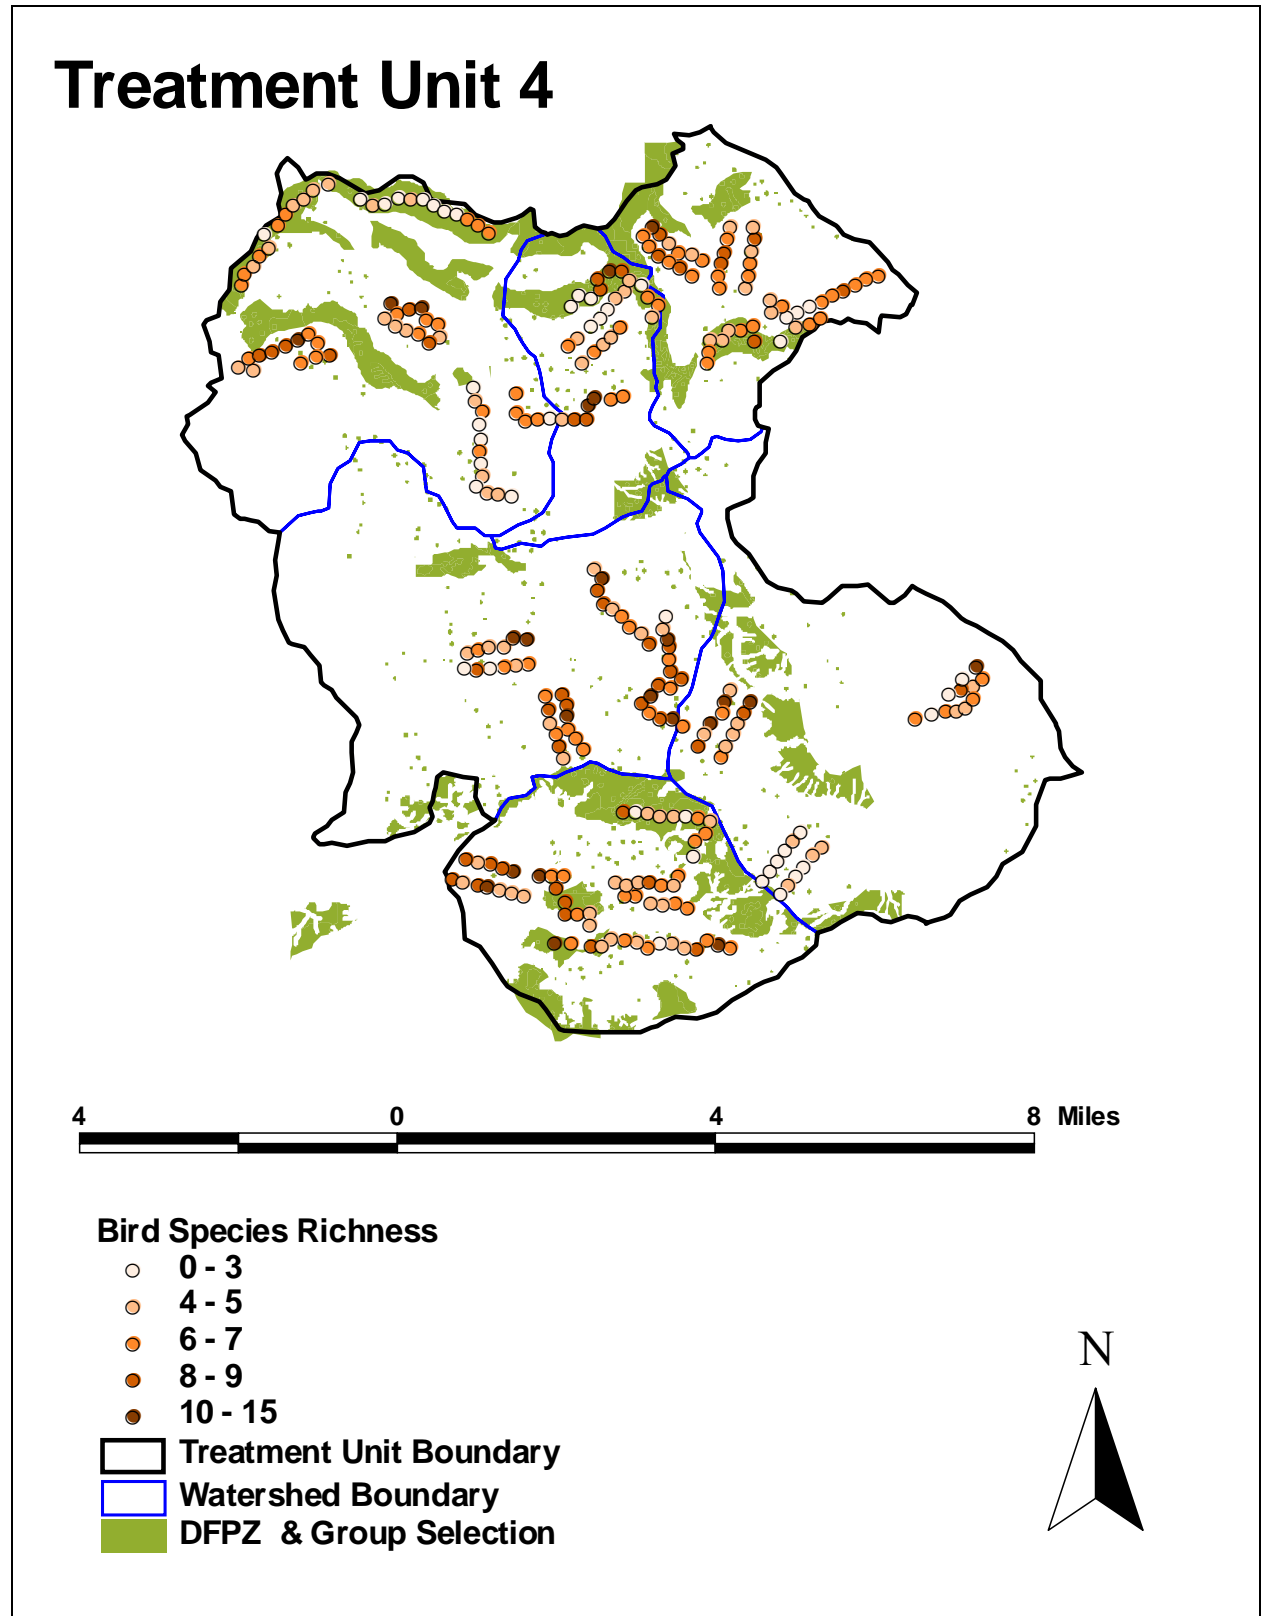 Treatment Unit 4
4 0 4 8 Miles
Bird Species Richness
0 - 3
4 - 5
6 - 7
8 - 9
10 - 15
Treatment Unit Boundary
Watershed Boundary
DFPZ & Group Selection
N